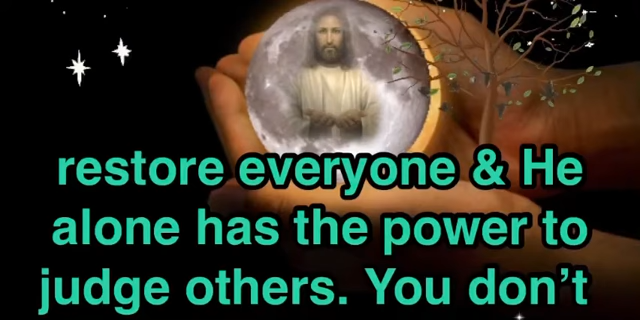 restore everyone & He
alone has the power to
judge others. You don’t